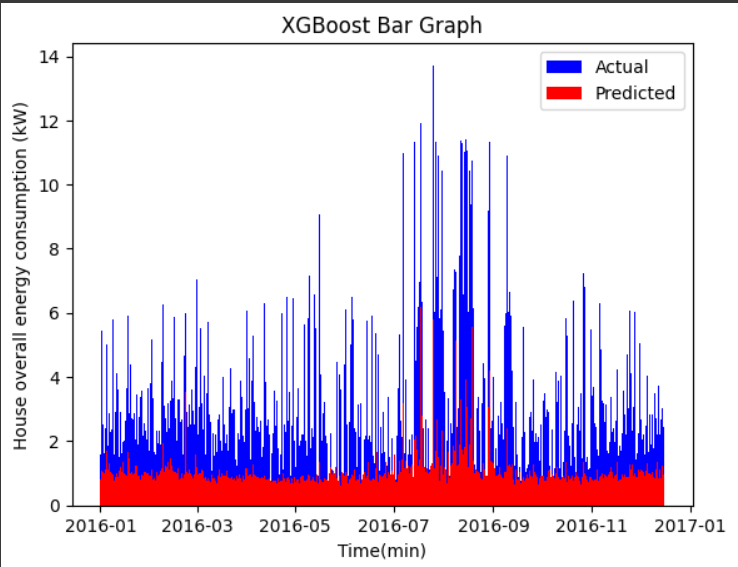 XGBoost Bar Graph
Actual
Predicted
House overall energy consumption (kW)
14
12
10
8
6
4
2
0
2016-01 2016-03 2016-05 2016-07 2016-09 2016-11 2017-01
Time(min)